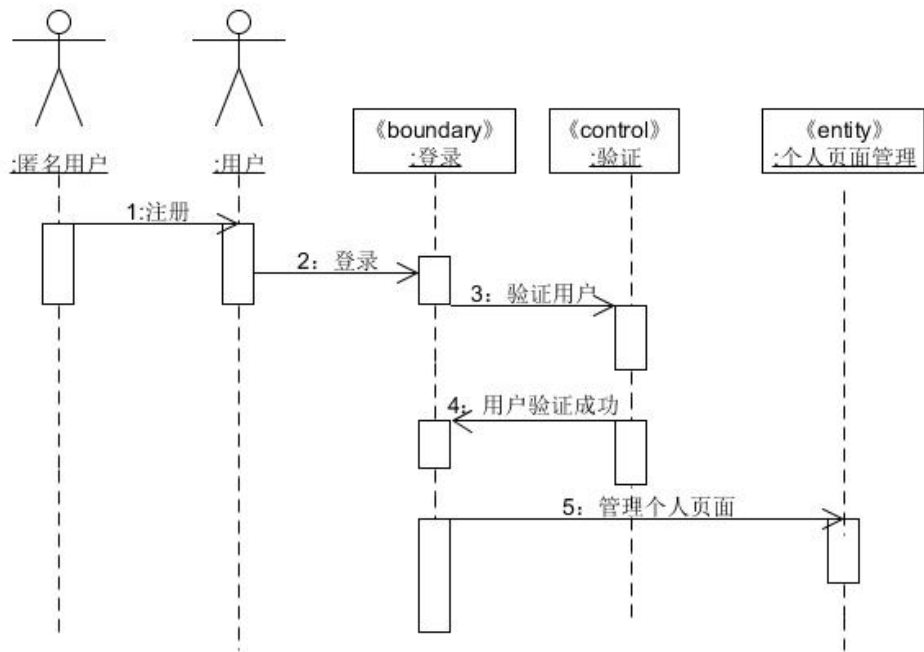 《boundary》
:登录
《control》
:验证
《entity》
:个人页面管理
:匿名用户
:用户
1:注册
2：登录
3：验证用户
4：用户验证成功
5：管理个人页面